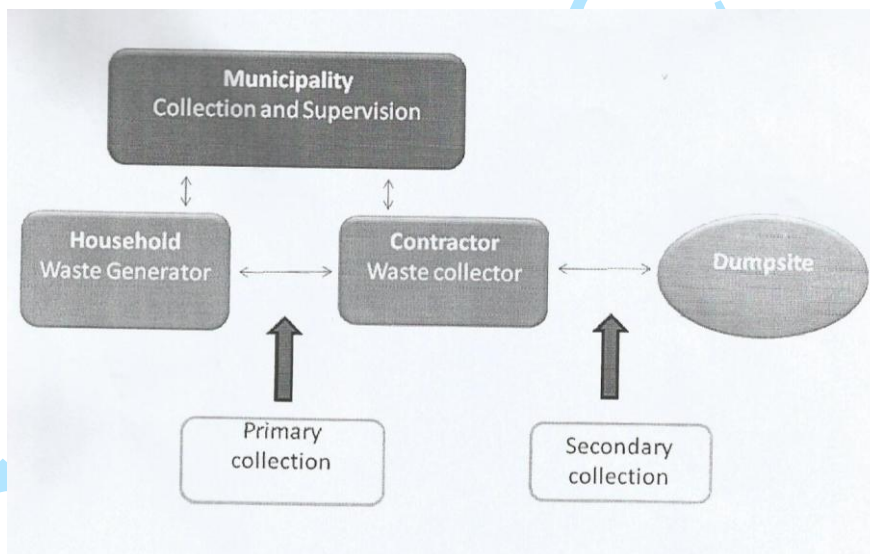 Municipality
Collection and Supervision
Household
Waste Generator
Contractor
Waste collector
Dumpsite
Primary
collection
Secondary
collection